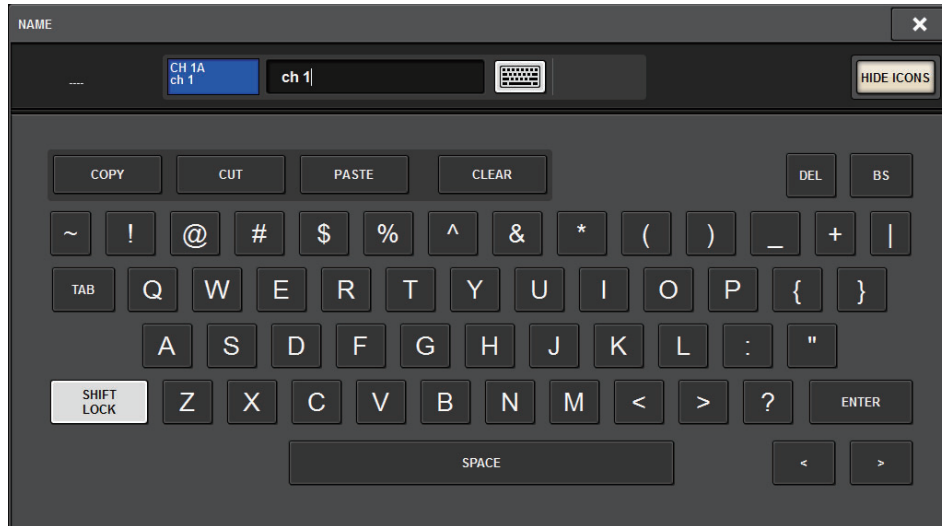 NAME
----
CH 1A
ch 1
ch 1
HIDE ICONS
COPY CUT PASTE CLEAR DEL BS
~ ! @ # $ % ^ & * ( ) _ + |
TAB Q W E R T Y U I O P { }
A S D F G H J K L : "
SHIFT
LOCK
Z X C V B N M < > ? ENTER
SPACE < >